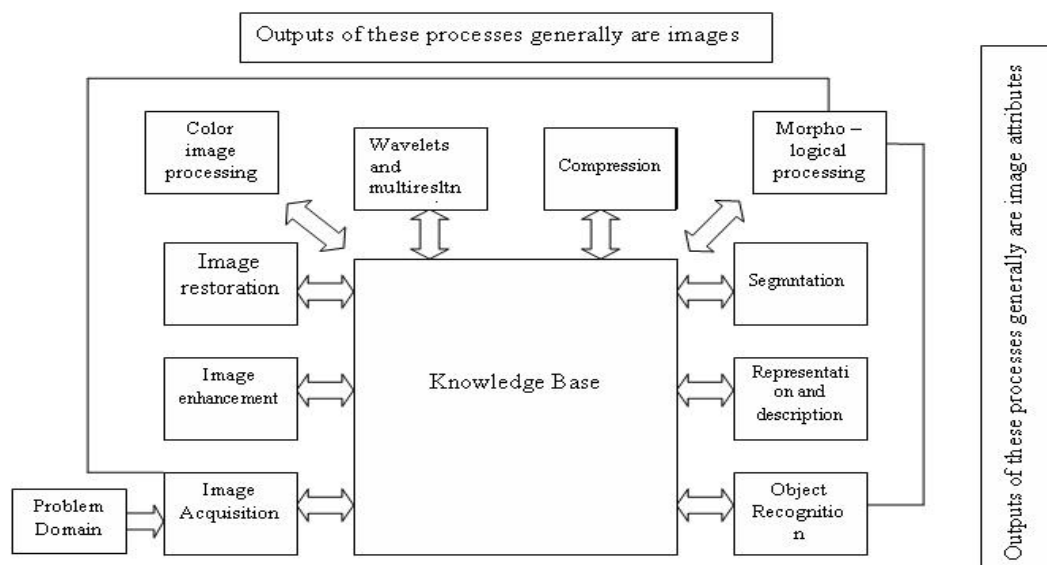 Outputs of these processes generally are images
Color
image
processing
Wavelets
and
multiresltn
.
Compression
Morpho –
logical
processing
Image
restoration
Segmntation
Image
enhancement
Knowledge Base
Representati
on and
description
Problem
Domain
Image
Acquisition
Object
Recognitio
n
Outputs of these processes generally are image attributes